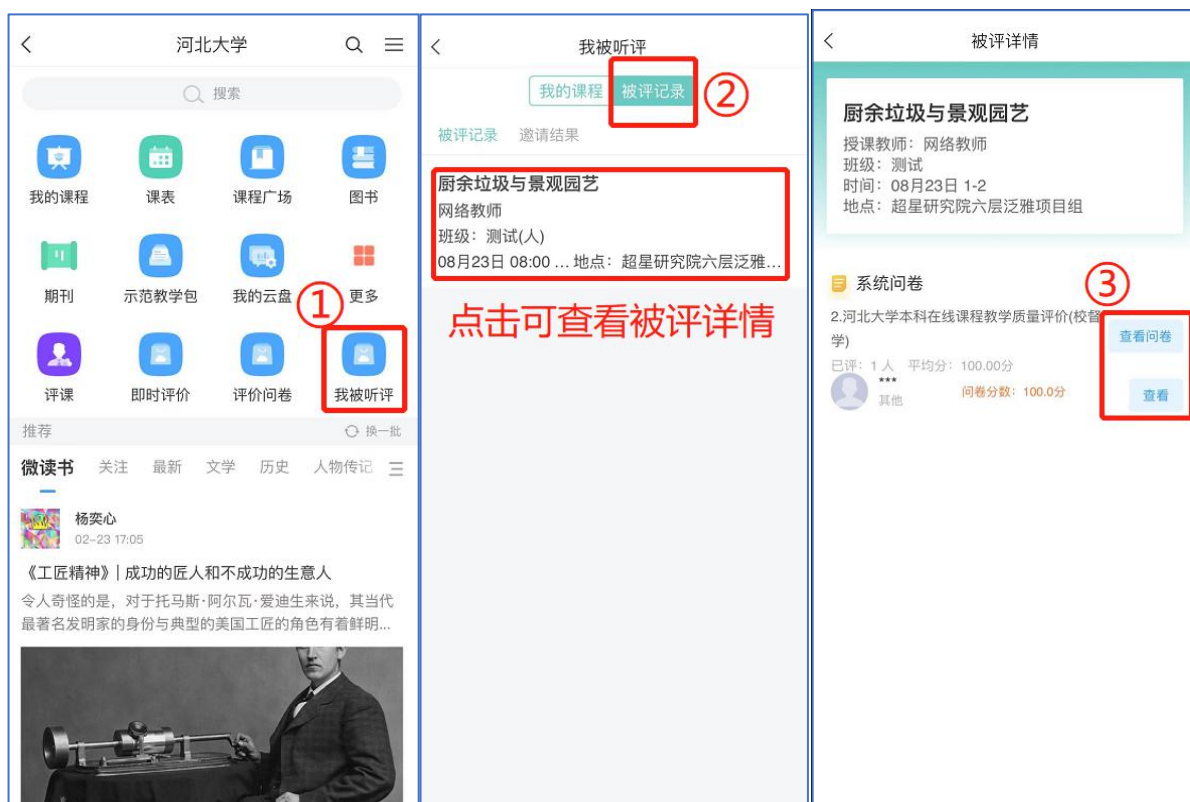 河北大学
搜索
我的课程 课表 课程广场 图书
期刊 示范教学包 我的云盘 更多
①
评课 即时评价 评价问卷 我被听评
推荐 换一批
微读书 关注 最新 文学 历史 人物传记
杨奕心
02-23 17:05
《工匠精神》| 成功的匠人和不成功的生意人
令人奇怪的是，对于托马斯·阿尔瓦·爱迪生来说，其当代
最著名发明家的身份与典型的美国工匠的角色有着鲜明...
我被听评
我的课程 被评记录 ②
被评记录 邀请结果
厨余垃圾与景观园艺
网络教师
班级：测试(人)
08月23日 08:00 ... 地点：超星研究院六层泛雅...
点击可查看被评详情
被评详情
厨余垃圾与景观园艺
授课教师：网络教师
班级：测试
时间：08月23日 1-2
地点：超星研究院六层泛雅项目组
系统问卷
③
2.河北大学本科在线课程教学质量评价(校督
学)
查看问卷
已评：1 人 平均分：100.00分
***
其他
问卷分数：100.0分
查看